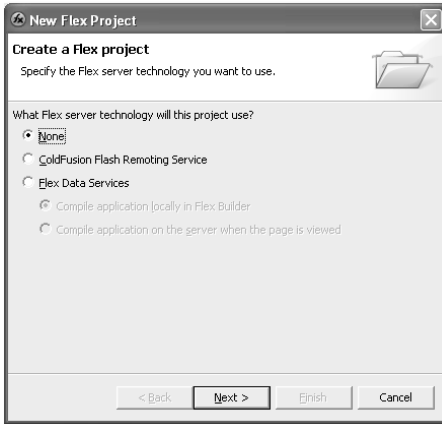 New Flex Project
Create a Flex project
Specify the Flex server technology you want to use.
What Flex server technology will this project use?
None
ColdFusion Flash Remoting Service
Flex Data Services
Compile application locally in Flex Builder
Compile application on the server when the page is viewed
< Back Next > Finish Cancel